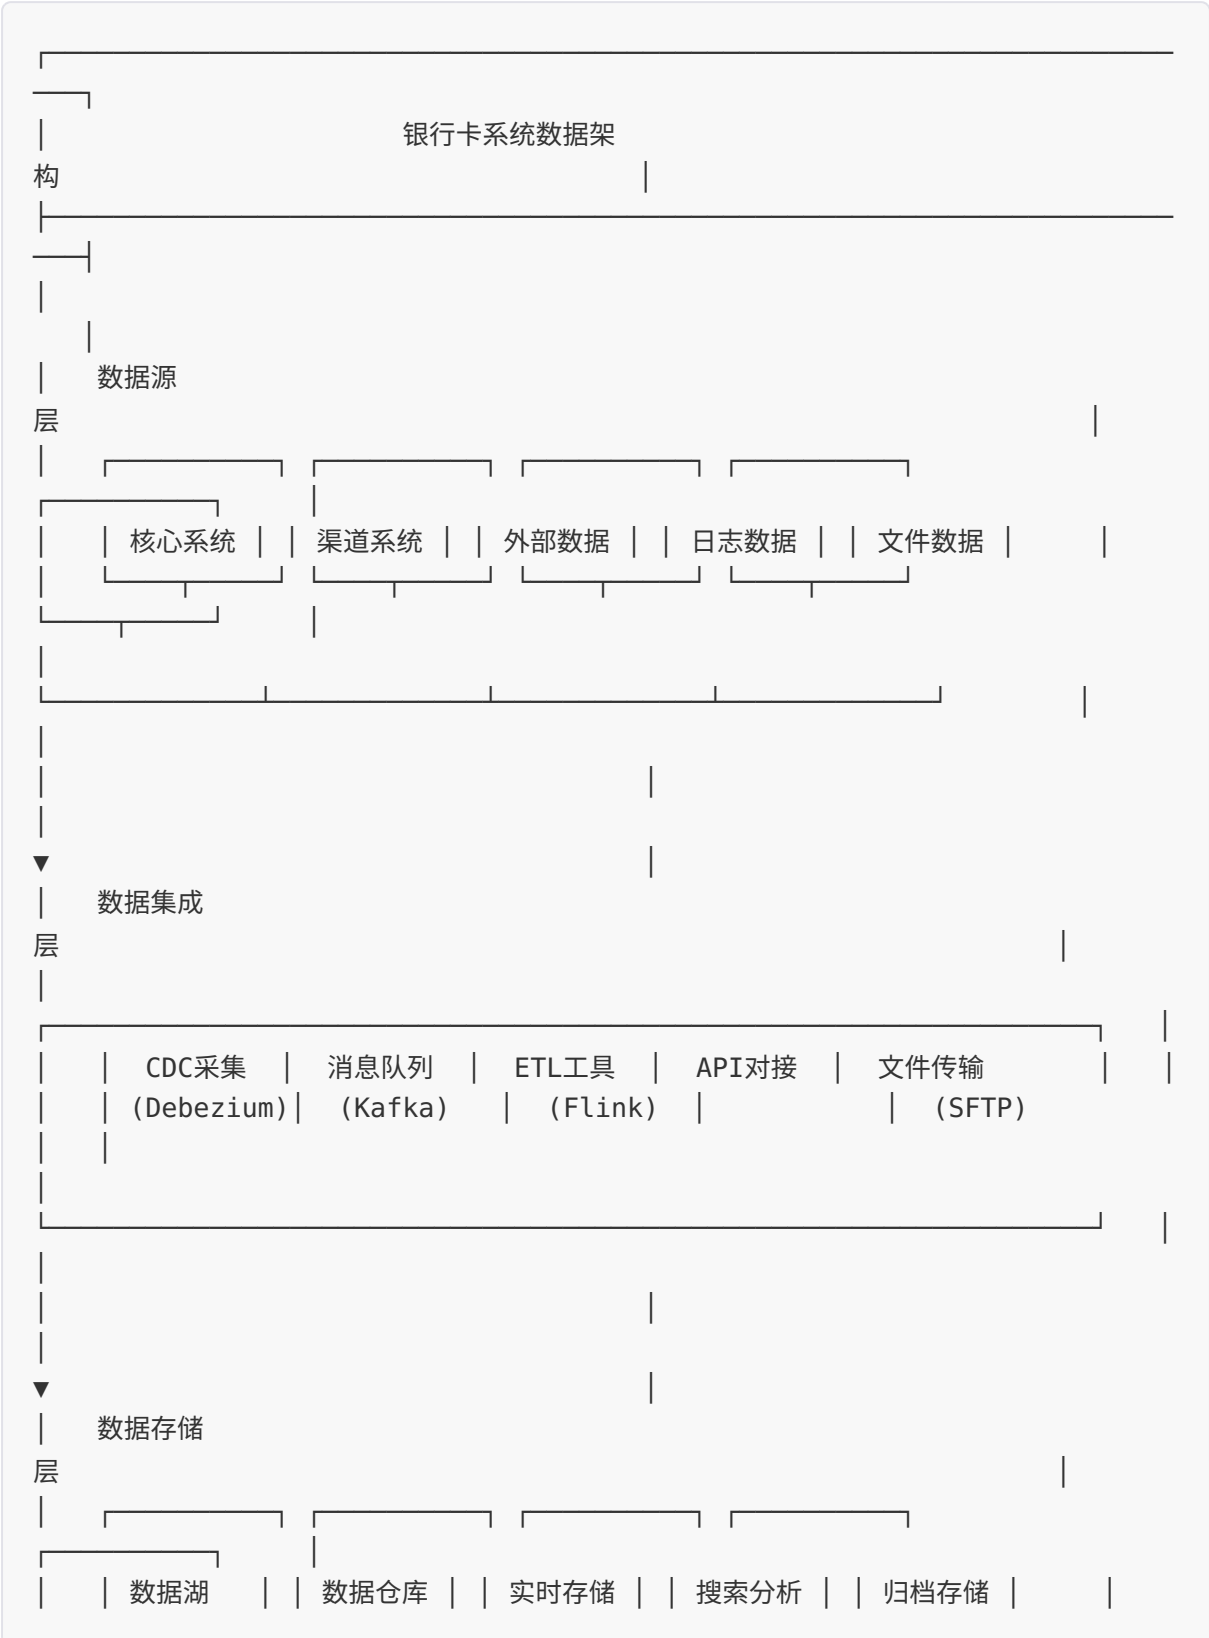 银行卡系统数据架
构
数据源
层
│ │ 核心系统 │ │ 渠道系统 │ │ 外部数据 │ │ 日志数据 │ │ 文件数据 │ │
▼
数据集成
层
│ │ CDC采集 │ 消息队列 │ ETL工具 │ API对接 │ 文件传输 │ │
│ │ (Debezium)│ (Kafka) │ (Flink) │ │ (SFTP)
▼
数据存储
层
│ │ 数据湖 │ │ 数据仓库 │ │ 实时存储 │ │ 搜索分析 │ │ 归档存储 │ │